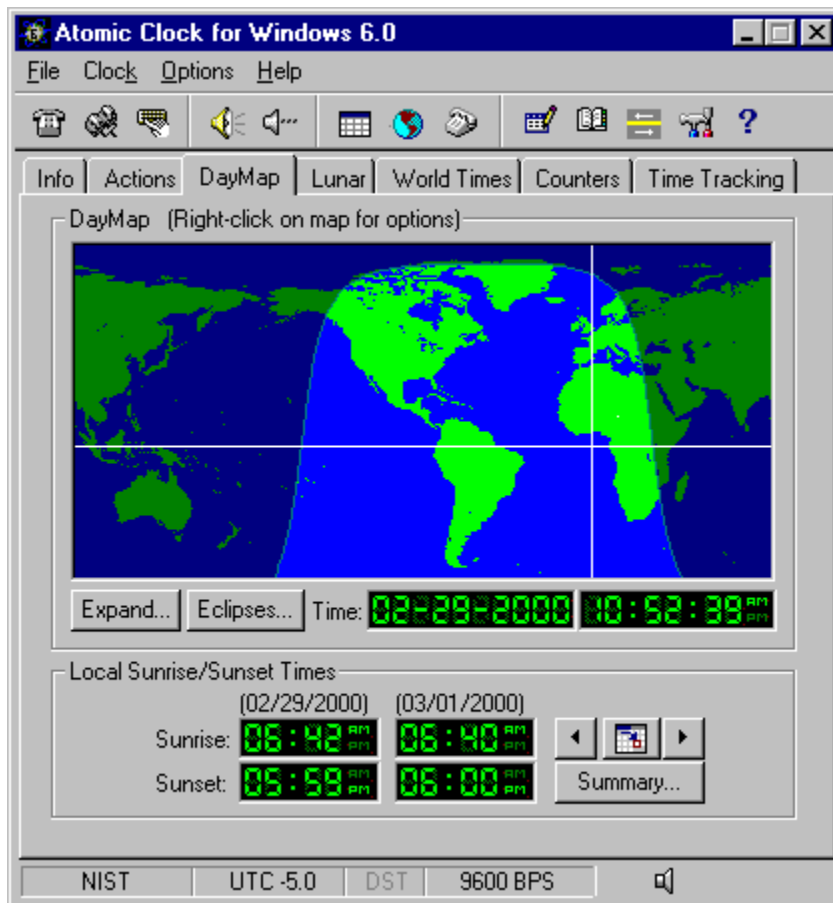 Atomic Clock for Windows 6.0
File Clock Options Help
Info Actions DayMap Lunar World Times Counters Time Tracking
DayMap (Right-click on map for options)
Expand... Eclipses... Time: 02-29-2000 10:52:39 AM PM
Local Sunrise/Sunset Times
(02/29/2000) (03/01/2000)
Sunrise: 06:42 AM PM 06:40 AM PM
Sunset: 05:59 AM PM 06:00 AM PM
Summary...
NIST UTC -5.0 DST 9600 BPS